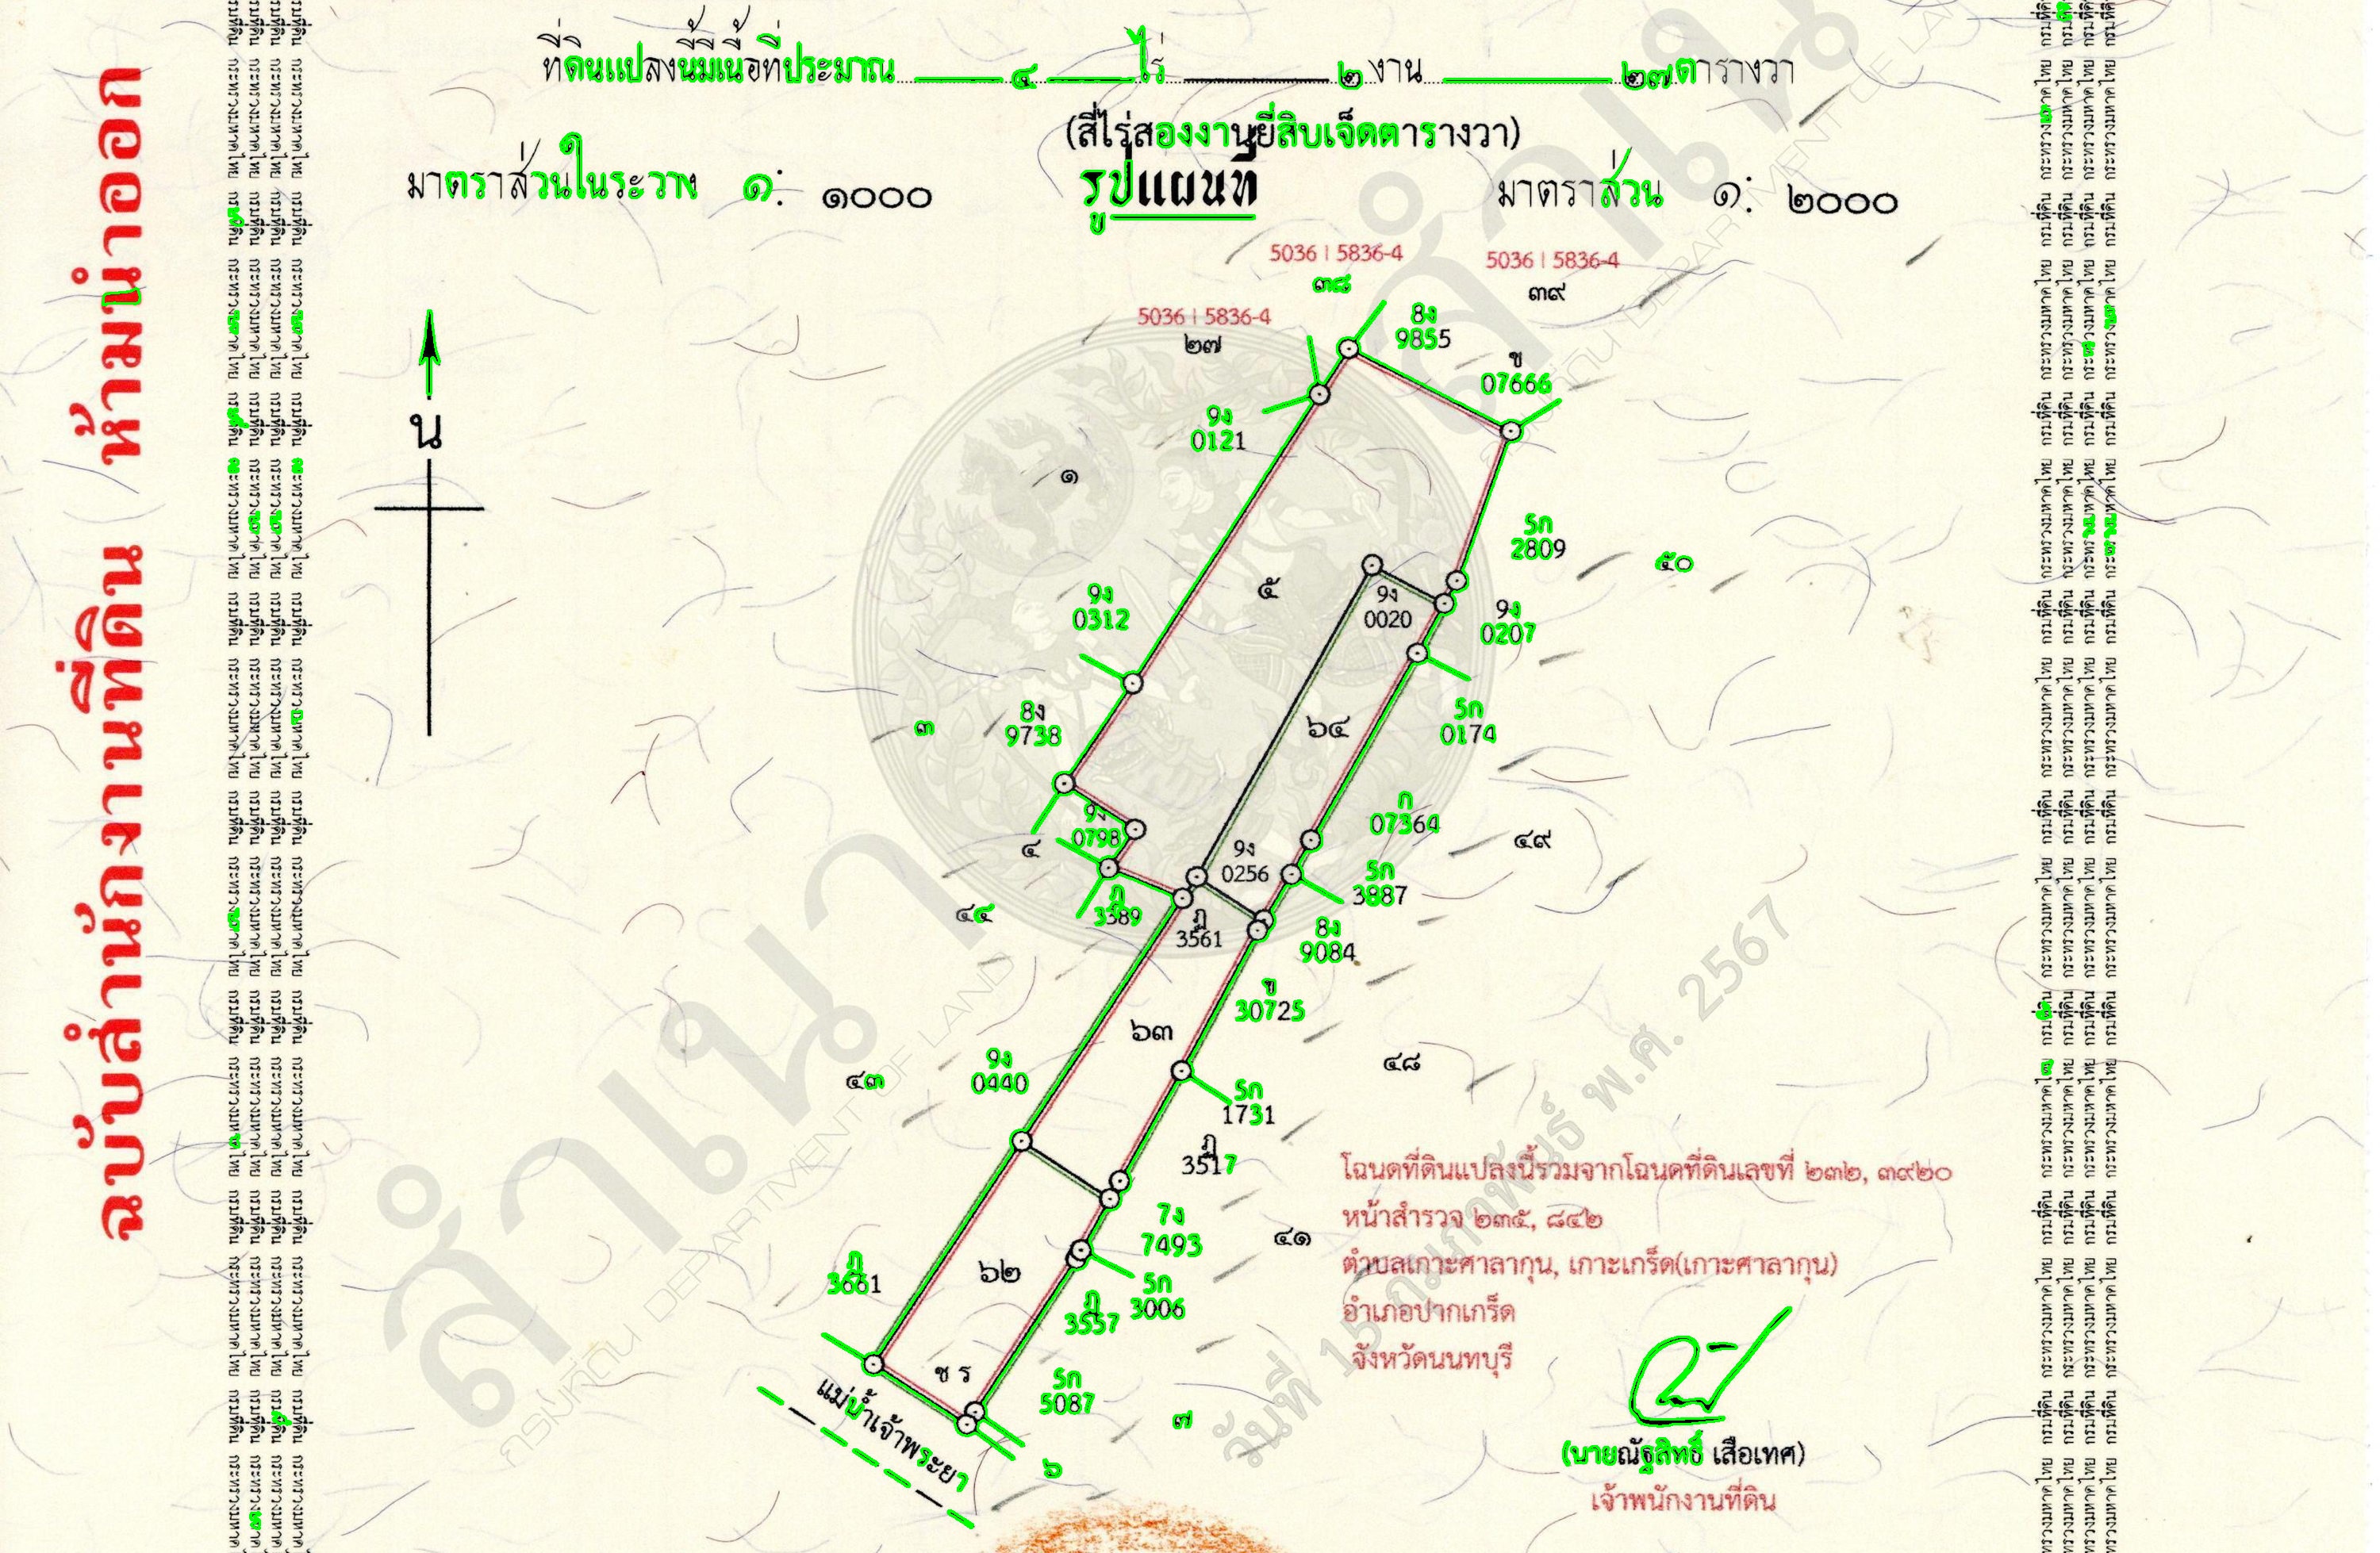 ที่ดินแปลงนี้มีเนื้อที่ประมาณ ๔ ไร่ ๒ งาน ๒๗ ตารางวา
(สี่ไร่สองงานยี่สิบเจ็ดตารางวา)
มาตราส่วนในระวาง ๑: ๑๐๐๐
รูปแผนที่
มาตราส่วน ๑: ๒๐๐๐
5036 I 5836-4
๓๘
5036 I 5836-4
๓๙
5036 I 5836-4
๒๗
8ง
9855
ข
07666
9ง
0121
น
๑
5ก
2809
๕๐
๕
9ง
0312
9ง
0020
9ง
0207
๓
8ง
9738
๖๔
5ก
0174
9ง
0798
๔
ก
07364
๔๙
9ง
0256
5ก
3887
๔๔
ฎ
3389
ฎ
3561
8ง
9084
ข
30725
๖๓
๔๓
9ง
0440
๔๘
5ก
1731
ฎ
3517
7ง
7493
๔๑
๖๒
ฎ
3661
5ก
3006
ฎ
3557
ช ร
5ก
5087
๗
๖
แม่น้ำเจ้าพระยา
โฉนดที่ดินแปลงนี้รวมจากโฉนดที่ดินเลขที่ ๒๓๒, ๓๙๒๐
หน้าสำรวจ ๒๓๕, ๘๔๒
ตำบลเกาะศาลากุน, เกาะเกร็ด(เกาะศาลากุน)
อำเภอปากเกร็ด
จังหวัดนนทบุรี
(นายณัฐสิทธิ์ เสือเทศ)
เจ้าพนักงานที่ดิน
ฉบับสำนักงานที่ดิน ห้ามนำออก
สำเนา
กรมที่ดิน DEPARTMENT OF LAND
สำเนา
กรมที่ดิน DEPARTMENT OF LAND
วันที่ 15 กุมภาพันธ์ พ.ศ. 2567